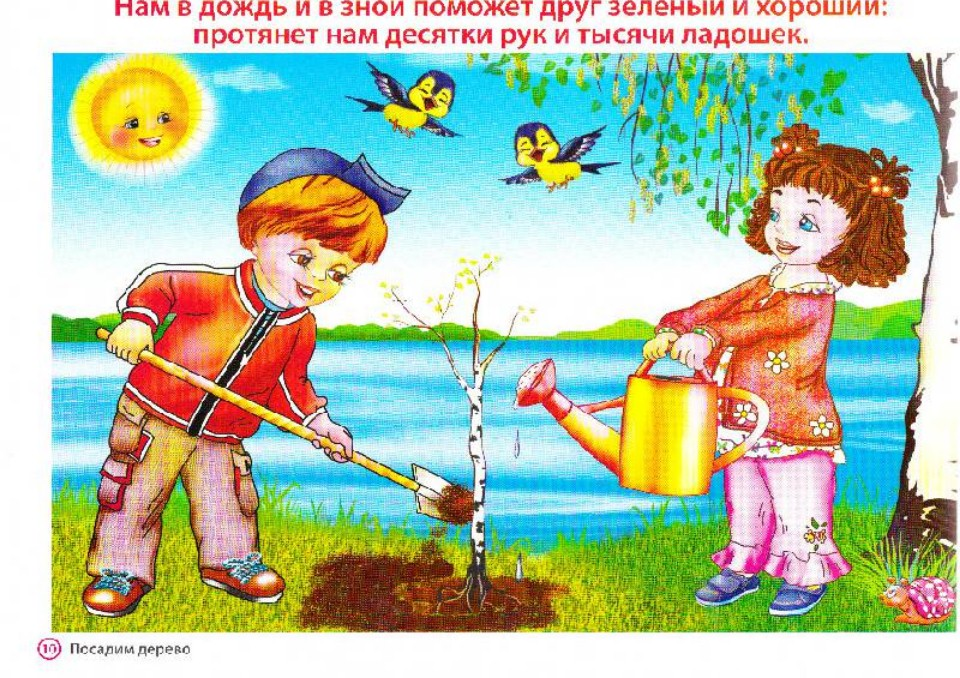 Нам в дождь и в зной поможет друг зеленый и хороший:
протянет нам десятки рук и тысячи ладошек.
10 Посадим дерево